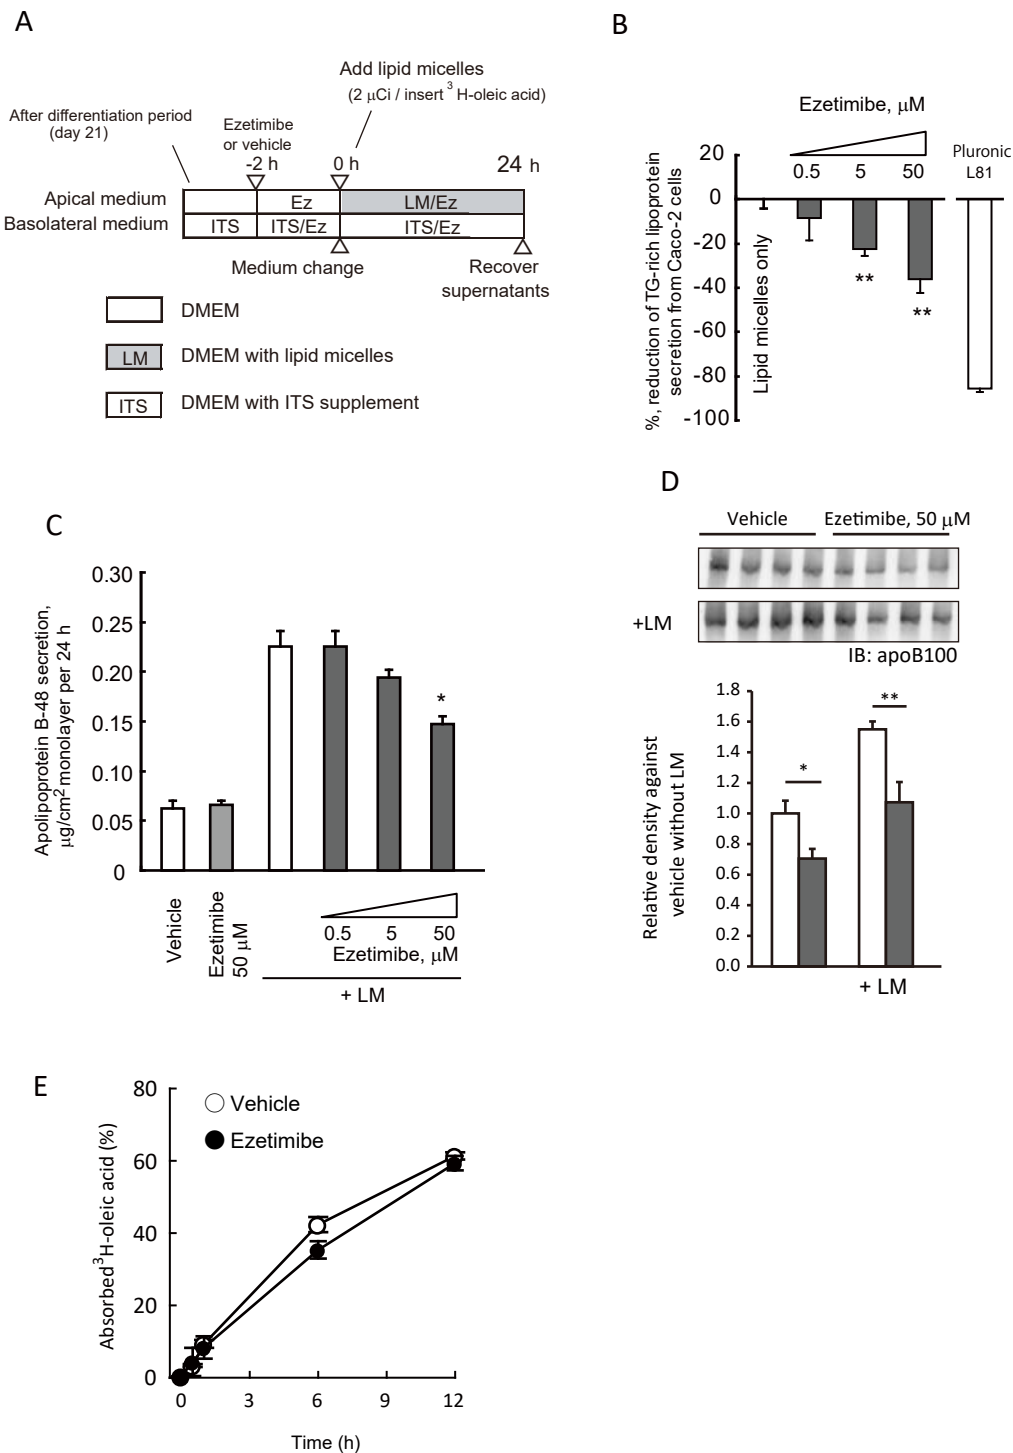 A
Add lipid micelles
(2 μCi / insert ³ H-oleic acid)
After differentiation period
(day 21)
Ezetimibe
or vehicle
-2 h
0 h
24 h
Apical medium
Ez
LM/Ez
Basolateral medium
ITS
ITS/Ez
ITS/Ez
Medium change
Recover
supernatants
DMEM
LM
DMEM with lipid micelles
ITS
DMEM with ITS supplement
B
Ezetimibe, μM
0.5
5
50
Pluronic
L81
%, reduction of TG-rich lipoprotein
secretion from Caco-2 cells
20
0
-20
-40
-60
-80
-100
Lipid micelles only
**
**
C
Apolipoprotein B-48 secretion,
μg/cm² monolayer per 24 h
0.30
0.25
0.20
0.15
0.10
0.05
0
*
Vehicle
Ezetimibe
50 μM
0.5
5
50
Ezetimibe, μM
+ LM
D
Vehicle
Ezetimibe, 50 μM
+LM
IB: apoB100
Relative density against
vehicle without LM
1.8
1.6
1.4
1.2
1.0
0.8
0.6
0.4
0.2
0.0
*
**
+ LM
E
Absorbed ³H-oleic acid (%)
80
60
40
20
0
Vehicle
Ezetimibe
0
3
6
9
12
Time (h)